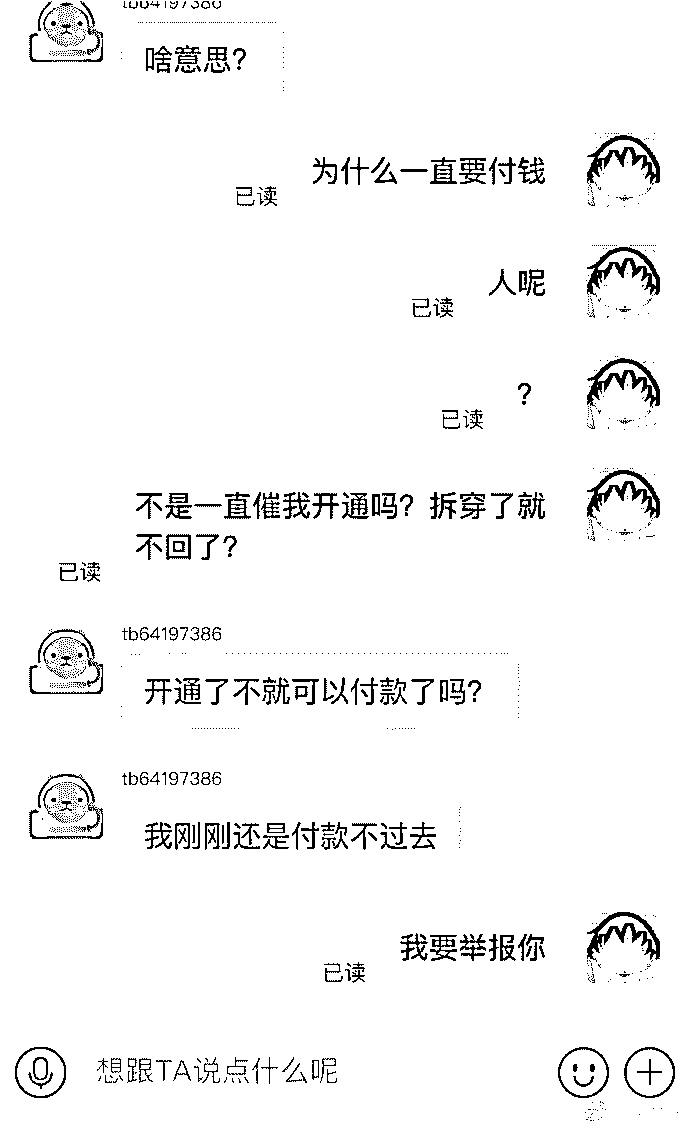 tb64197386
啥意思?
为什么一直要付钱
已读
人呢
已读
?
已读
不是一直催我开通吗？拆穿了就
不回了？
已读
tb64197386
开通了不就可以付款了吗？
tb64197386
我刚刚还是付款不过去
我要举报你
已读
想跟TA说点什么呢